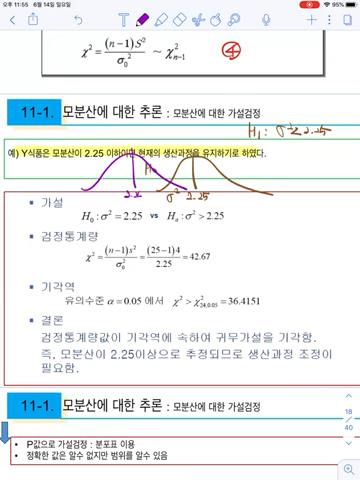 오후 11:55 6월 14일 일요일
χ² = (n−1)S² / σ₀² ~ χ²ₙ₋₁ ④
11-1. 모분산에 대한 추론 : 모분산에 대한 가설검정
H₁ : σ² ≤ 2.25
예) Y식품은 모분산이 2.25 이하이면 현재의 생산과정을 유지하기로 하였다.
σ² 2.25
▫ 가설
H₀ : σ² = 2.25 vs Hₐ : σ² > 2.25
▫ 검정통계량
χ² = (n−1)s² / σ₀² = (25−1)4 / 2.25 = 42.67
▫ 기각역
유의수준 α = 0.05 에서 χ² > χ²₂₄,₀.₀₅ = 36.4151
▫ 결론
검정통계량값이 기각역에 속하여 귀무가설을 기각함.
즉, 모분산이 2.25이상으로 추정되므로 생산과정 조정이
필요함.
11-1. 모분산에 대한 추론 : 모분산에 대한 가설검정
18
/
40
• P값으로 가설검정 : 분포표 이용
• 정확한 값은 알수 없지만 범위를 알수 있음